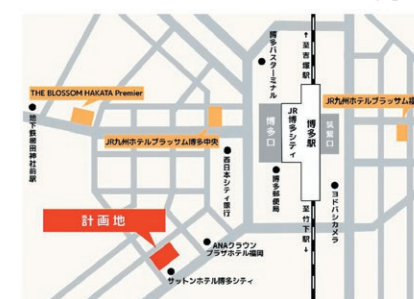 ↑至吉塚駅
博多バスターミナル
THE BLOSSOM HAKATA Premier
JR九州ホテルブラッサム
地下鉄櫛田神社前駅
JR九州ホテルブラッサム博多中央
博多口
JR博多シティ
博多駅
筑紫口
西日本シティ銀行
博多郵便局
ヨドバシカメラ
至竹下駅↓
計画地
ANAクラウン
プラザホテル福岡
サットンホテル博多シティ